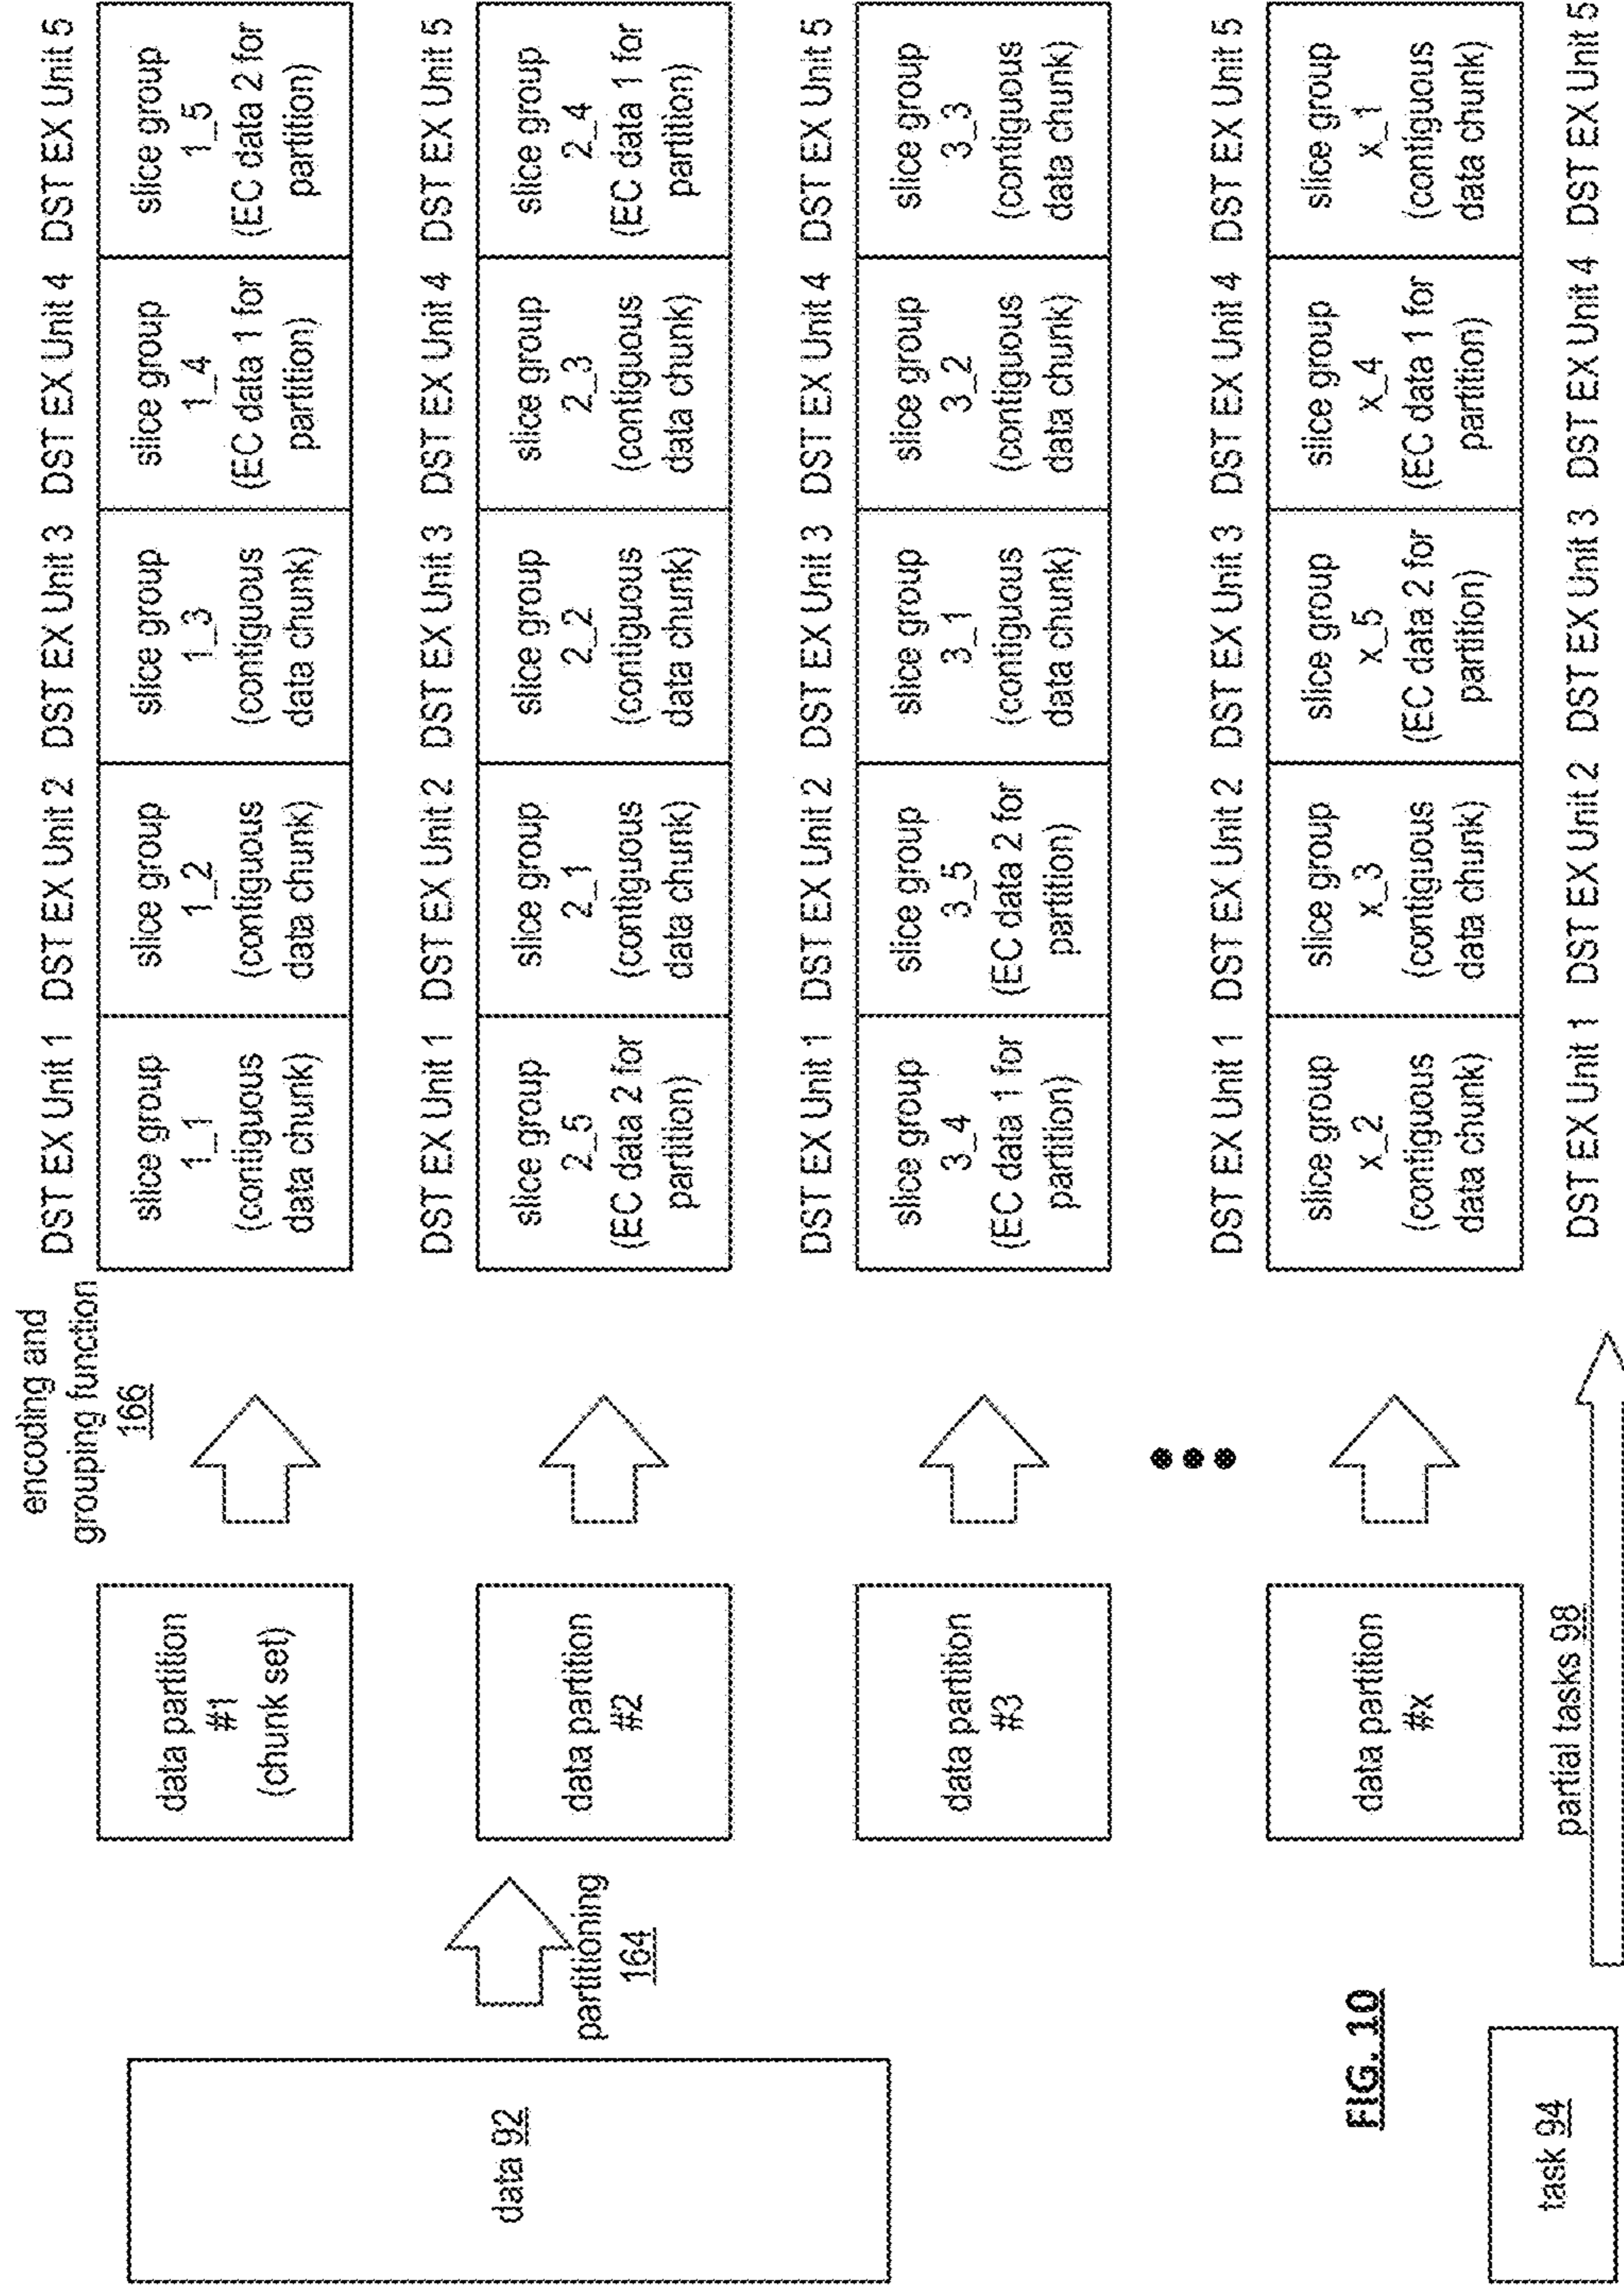 encoding and
grouping function
166
data 92
partitioning
164
data partition
#1
(chunk set)
DST EX Unit 1 DST EX Unit 2 DST EX Unit 3 DST EX Unit 4 DST EX Unit 5
slice group
1_1
(contiguous
data chunk)
slice group
1_2
(contiguous
data chunk)
slice group
1_3
(contiguous
data chunk)
slice group
1_4
(EC data 1 for
partition)
slice group
1_5
(EC data 2 for
partition)
data partition
#2
DST EX Unit 1 DST EX Unit 2 DST EX Unit 3 DST EX Unit 4 DST EX Unit 5
slice group
2_5
(EC data 2 for
partition)
slice group
2_1
(contiguous
data chunk)
slice group
2_2
(contiguous
data chunk)
slice group
2_3
(contiguous
data chunk)
slice group
2_4
(EC data 1 for
partition)
data partition
#3
DST EX Unit 1 DST EX Unit 2 DST EX Unit 3 DST EX Unit 4 DST EX Unit 5
slice group
3_4
(EC data 1 for
partition)
slice group
3_5
(EC data 2 for
partition)
slice group
3_1
(contiguous
data chunk)
slice group
3_2
(contiguous
data chunk)
slice group
3_3
(contiguous
data chunk)
data partition
#x
DST EX Unit 1 DST EX Unit 2 DST EX Unit 3 DST EX Unit 4 DST EX Unit 5
slice group
x_2
(contiguous
data chunk)
slice group
x_3
(contiguous
data chunk)
slice group
x_5
(EC data 2 for
partition)
slice group
x_4
(EC data 1 for
partition)
slice group
x_1
(contiguous
data chunk)
FIG. 10
task 94
partial tasks 98
DST EX Unit 1 DST EX Unit 2 DST EX Unit 3 DST EX Unit 4 DST EX Unit 5